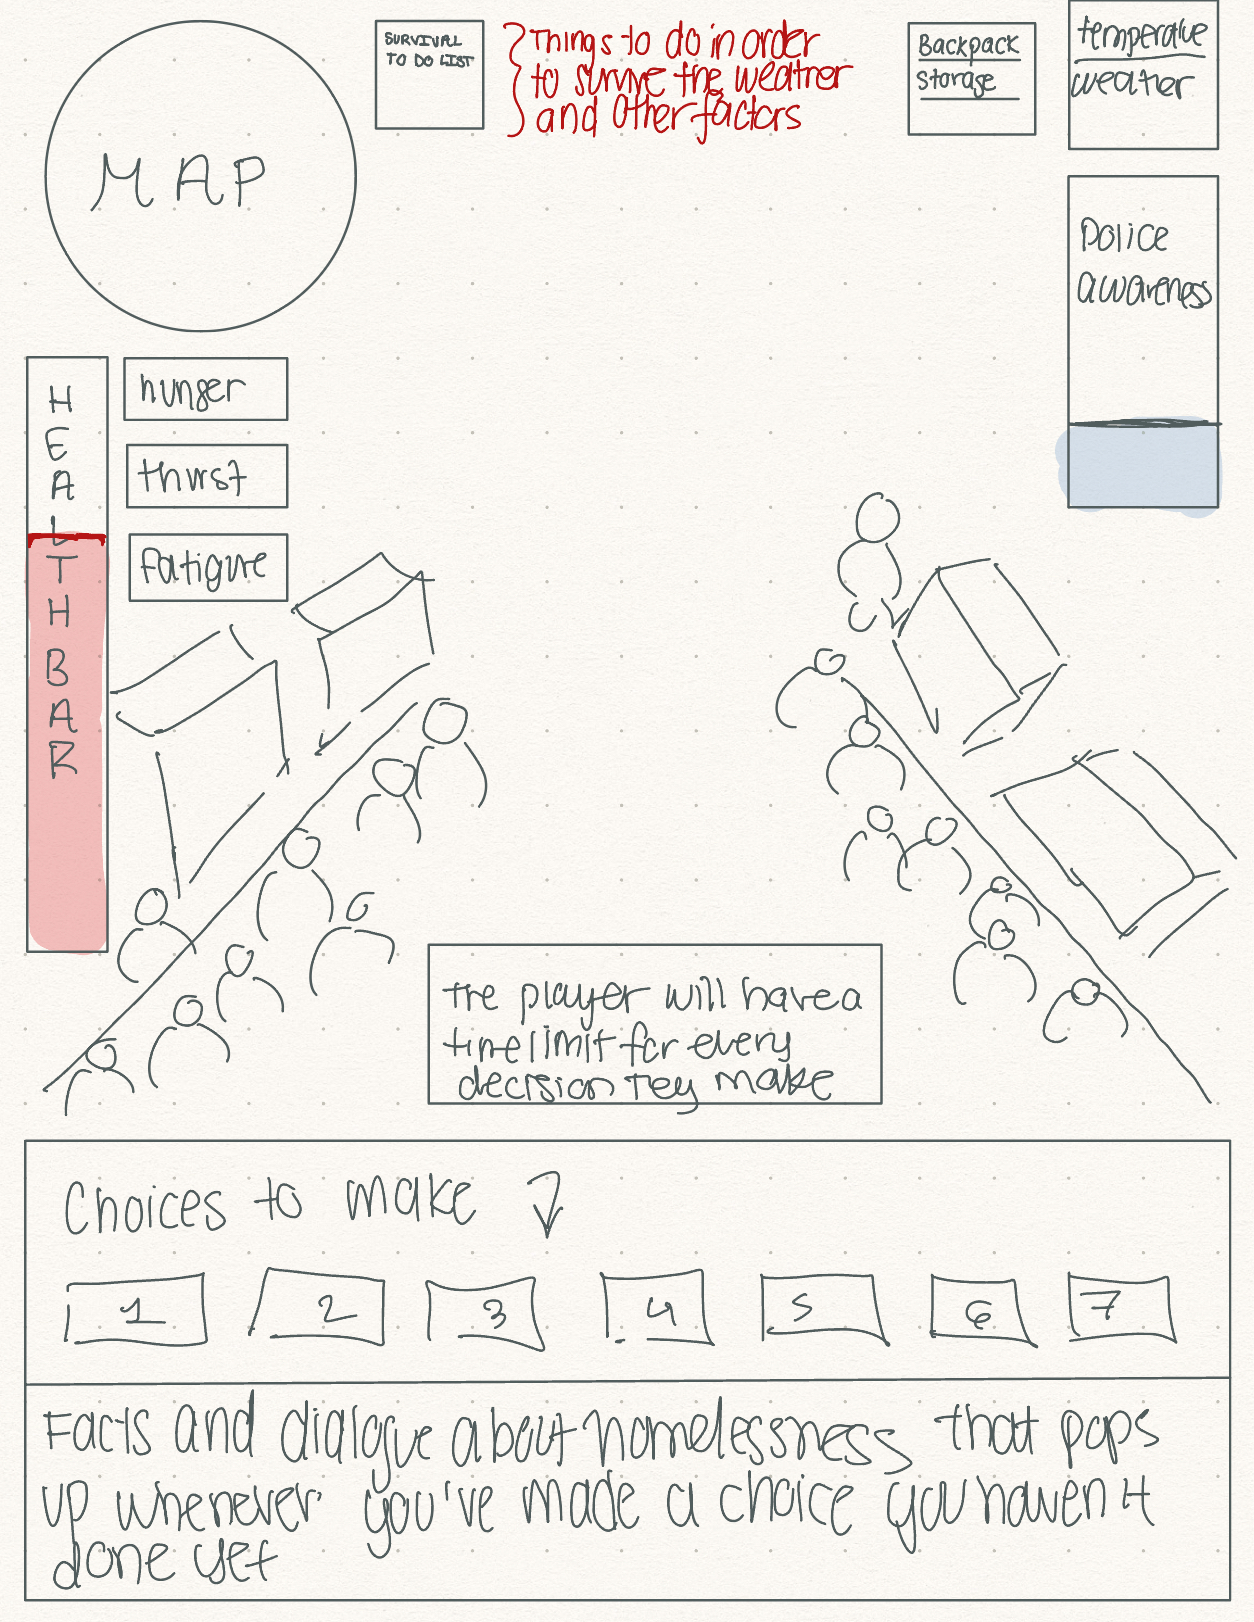 MAP
SURVIVAL
TO DO LIST
Things to do in order
to survive the weather
and other factors
Backpack
storage
temperative
weather
Police
awareness
HEALTH BAR
hunger
thirst
Fatigue
the player will have a
time limit for every
decision they make
Choices to make
1 2 3 4 5 6 7
Facts and dialogue about homelessness that pops
up whenever you've made a choice you haven't
done yet